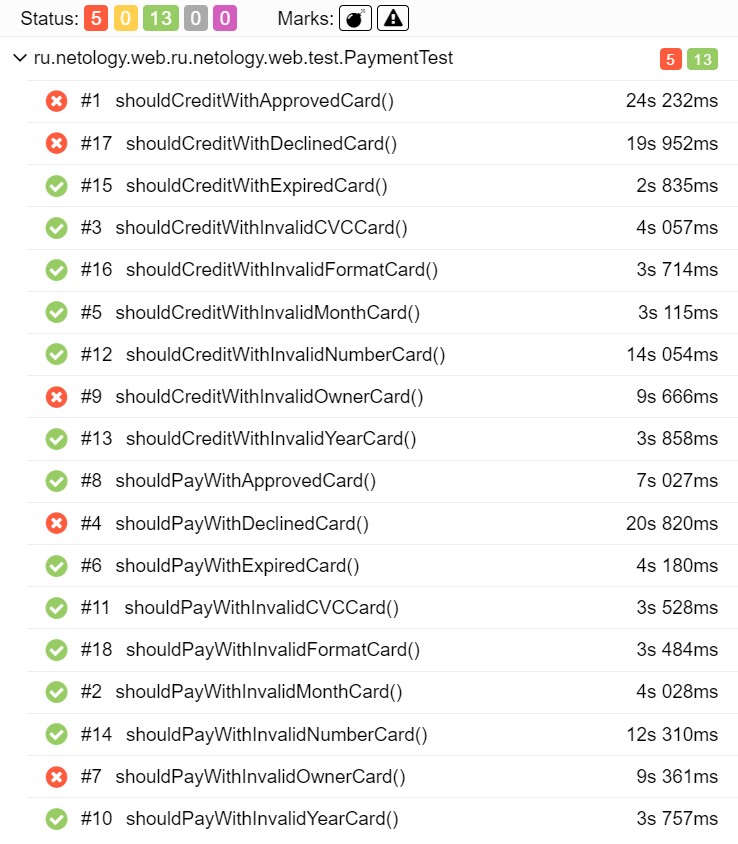 Status: 5 0 13 0 0 Marks:
ru.netology.web.ru.netology.web.test.PaymentTest 5 13
#1 shouldCreditWithApprovedCard() 24s 232ms
#17 shouldCreditWithDeclinedCard() 19s 952ms
#15 shouldCreditWithExpiredCard() 2s 835ms
#3 shouldCreditWithInvalidCVCCard() 4s 057ms
#16 shouldCreditWithInvalidFormatCard() 3s 714ms
#5 shouldCreditWithInvalidMonthCard() 3s 115ms
#12 shouldCreditWithInvalidNumberCard() 14s 054ms
#9 shouldCreditWithInvalidOwnerCard() 9s 666ms
#13 shouldCreditWithInvalidYearCard() 3s 858ms
#8 shouldPayWithApprovedCard() 7s 027ms
#4 shouldPayWithDeclinedCard() 20s 820ms
#6 shouldPayWithExpiredCard() 4s 180ms
#11 shouldPayWithInvalidCVCCard() 3s 528ms
#18 shouldPayWithInvalidFormatCard() 3s 484ms
#2 shouldPayWithInvalidMonthCard() 4s 028ms
#14 shouldPayWithInvalidNumberCard() 12s 310ms
#7 shouldPayWithInvalidOwnerCard() 9s 361ms
#10 shouldPayWithInvalidYearCard() 3s 757ms